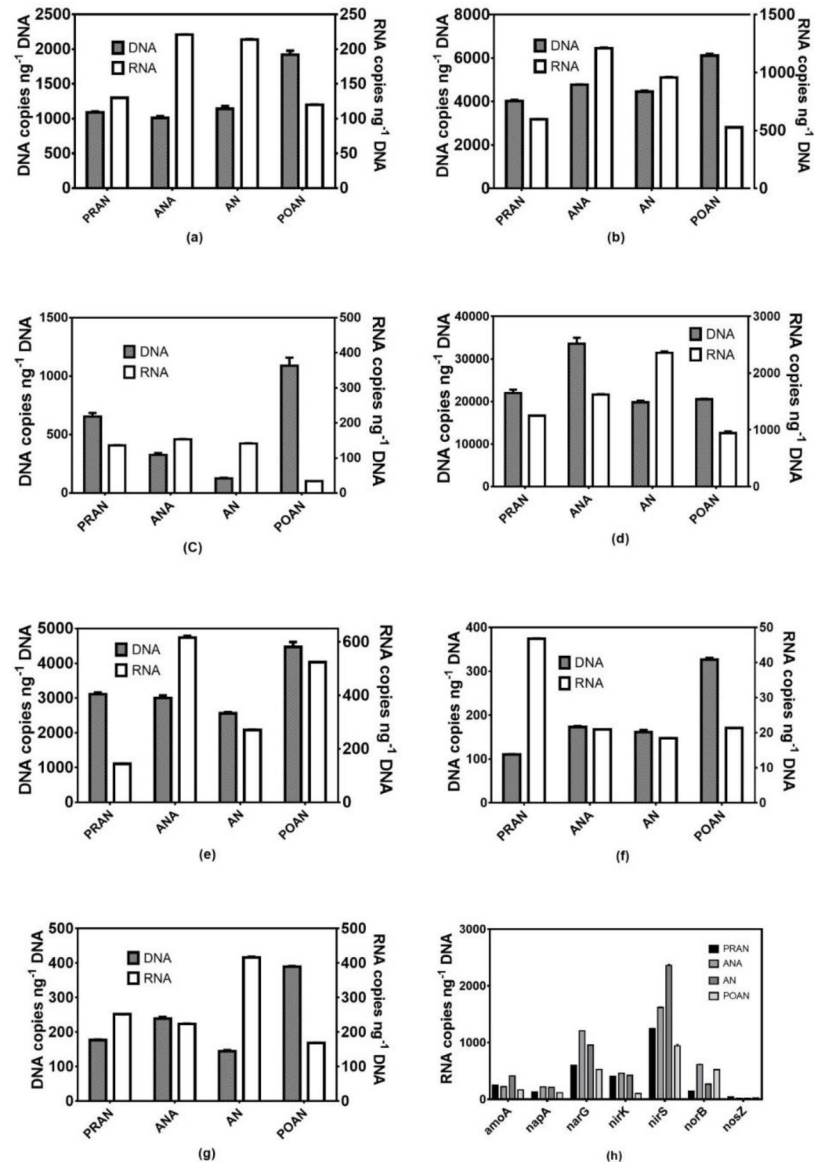 DNA copies ng⁻¹ DNA
2500
2000
1500
1000
500
0
DNA
RNA
250
200
150
100
50
0
RNA copies ng⁻¹ DNA
PRAN ANA AN POAN
(a)
DNA copies ng⁻¹ DNA
8000
6000
4000
2000
0
DNA
RNA
1500
1000
500
0
RNA copies ng⁻¹ DNA
PRAN ANA AN POAN
(b)
DNA copies ng⁻¹ DNA
1500
1000
500
0
DNA
RNA
500
400
300
200
100
0
RNA copies ng⁻¹ DNA
PRAN ANA AN POAN
(C)
DNA copies ng⁻¹ DNA
40000
30000
20000
10000
0
DNA
RNA
3000
2000
1000
0
RNA copies ng⁻¹ DNA
PRAN ANA AN POAN
(d)
DNA copies ng⁻¹ DNA
5000
4000
3000
2000
1000
0
DNA
RNA
600
400
200
0
RNA copies ng⁻¹ DNA
PRAN ANA AN POAN
(e)
DNA copies ng⁻¹ DNA
400
300
200
100
0
DNA
RNA
50
40
30
20
10
0
RNA copies ng⁻¹ DNA
PRAN ANA AN POAN
(f)
DNA copies ng⁻¹ DNA
500
400
300
200
100
0
DNA
RNA
500
400
300
200
100
0
RNA copies ng⁻¹ DNA
PRAN ANA AN POAN
(g)
RNA copies ng⁻¹ DNA
3000
2000
1000
0
PRAN
ANA
AN
POAN
amoA napA narG nirK nirS norB nosZ
(h)